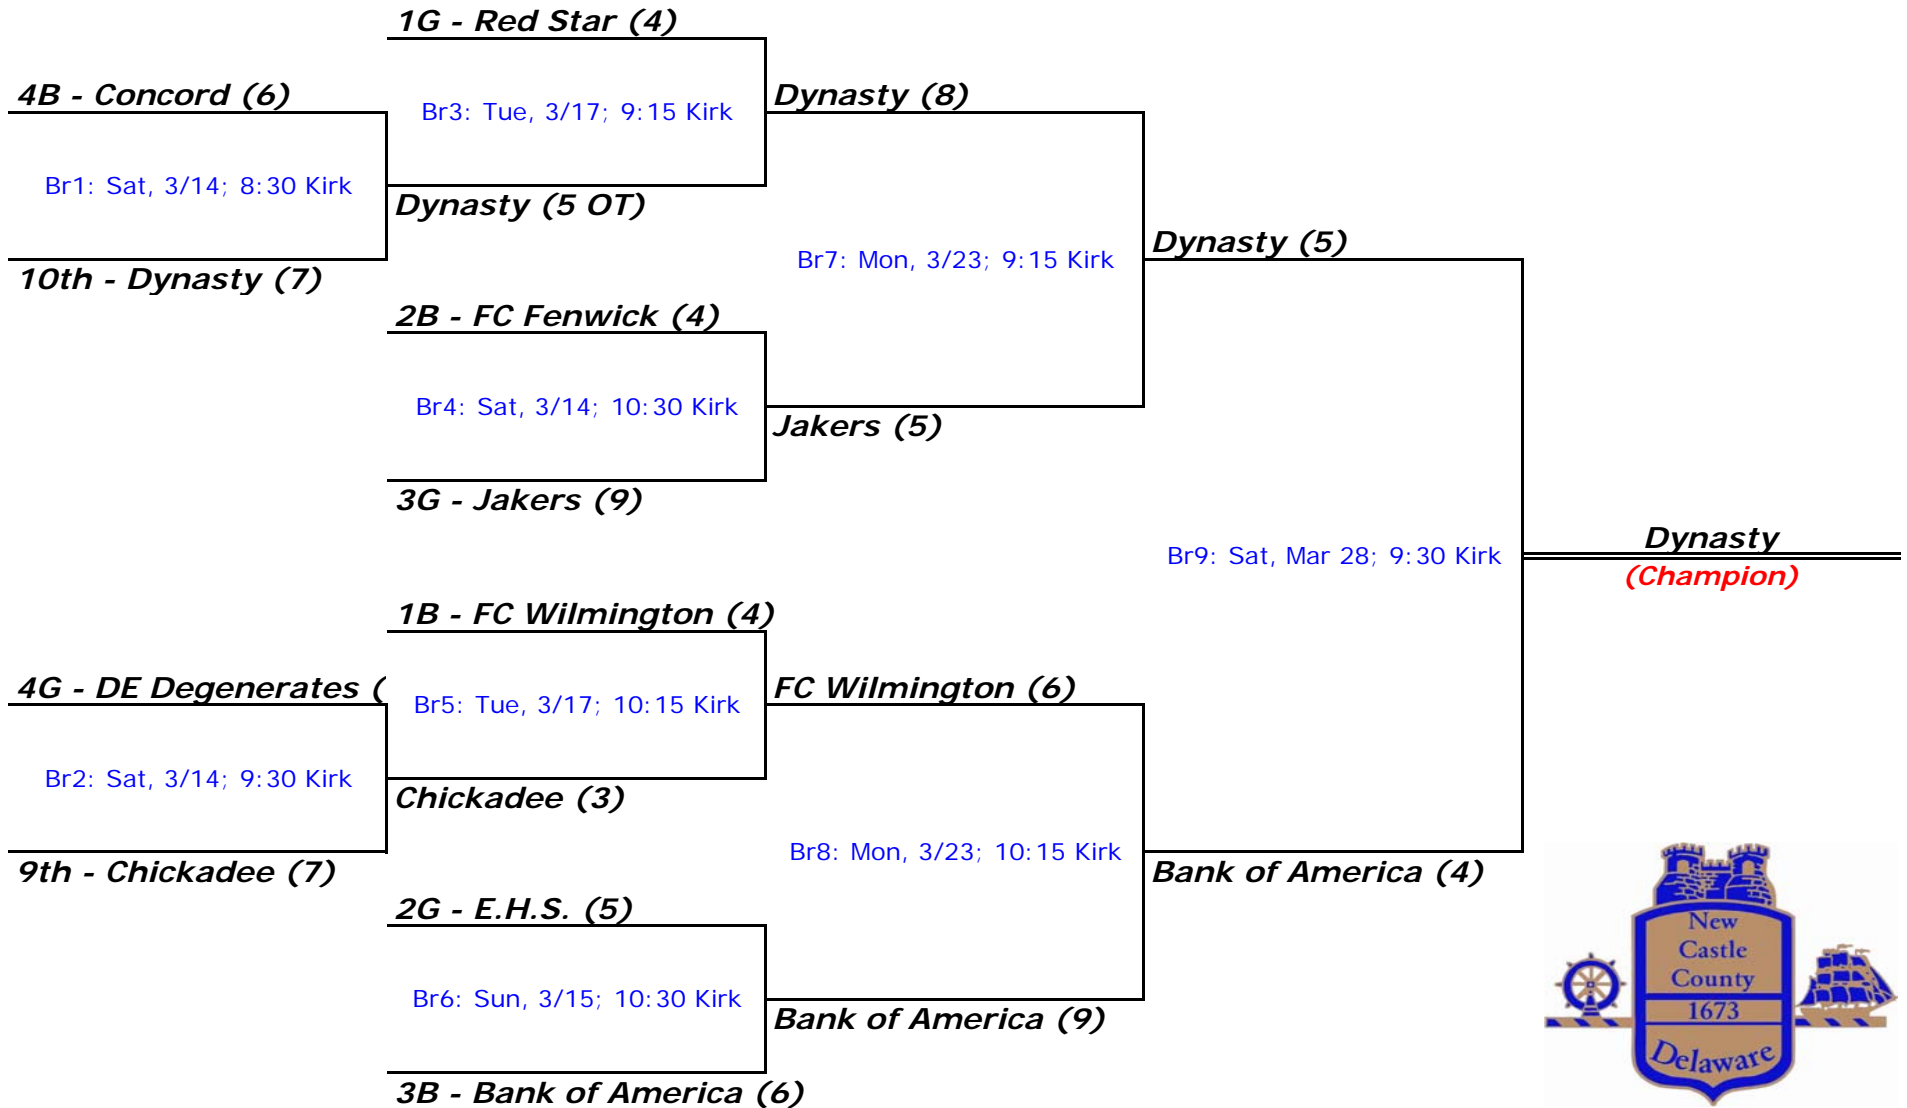 1G - Red Star (4)
4B - Concord (6)
Br3: Tue, 3/17; 9:15 Kirk
Dynasty (8)
Br1: Sat, 3/14; 8:30 Kirk
Dynasty (5 OT)
10th - Dynasty (7)
Br7: Mon, 3/23; 9:15 Kirk
Dynasty (5)
2B - FC Fenwick (4)
Br4: Sat, 3/14; 10:30 Kirk
Jakers (5)
3G - Jakers (9)
Br9: Sat, Mar 28; 9:30 Kirk
Dynasty
(Champion)
1B - FC Wilmington (4)
4G - DE Degenerates (
Br5: Tue, 3/17; 10:15 Kirk
FC Wilmington (6)
Br2: Sat, 3/14; 9:30 Kirk
Chickadee (3)
9th - Chickadee (7)
Br8: Mon, 3/23; 10:15 Kirk
Bank of America (4)
2G - E.H.S. (5)
Br6: Sun, 3/15; 10:30 Kirk
Bank of America (9)
3B - Bank of America (6)
New
Castle
County
1673
Delaware